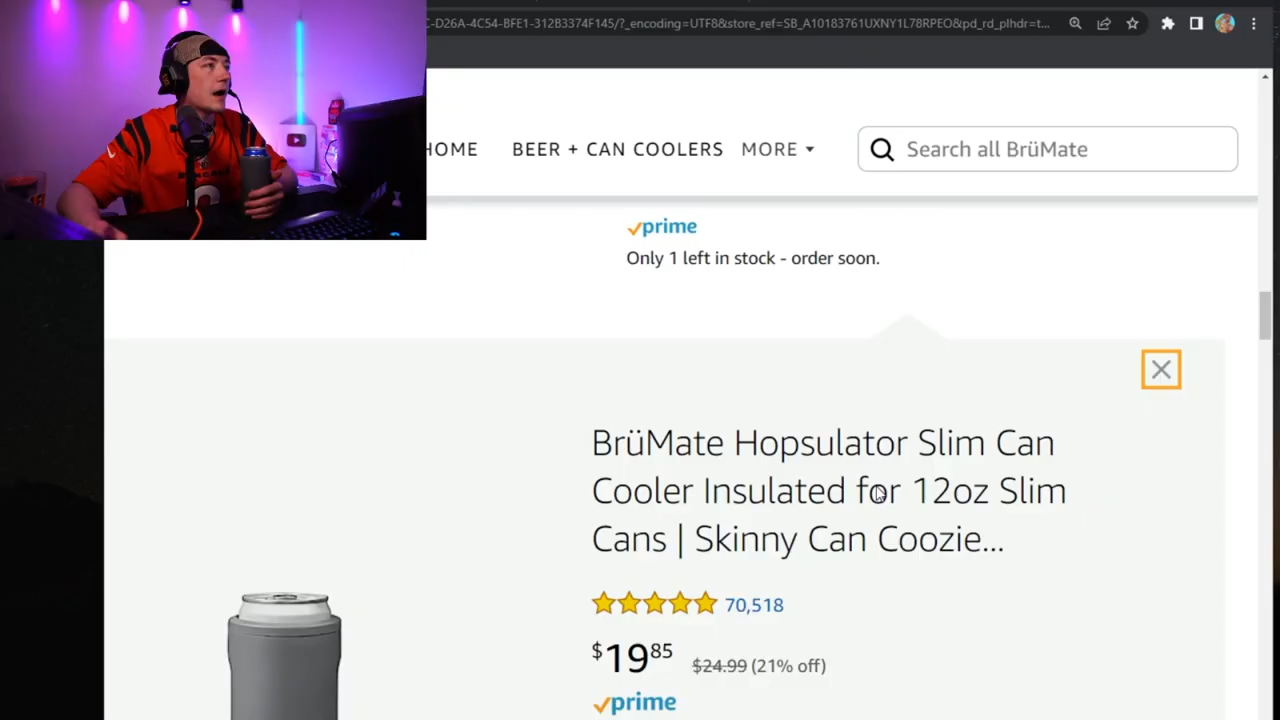 C-D26A-4C54-BFE1-312B3374F145/?_encoding=UTF8&store_ref=SB_A10183761UXNY1L78RPEO&pd_rd_plhdr=t...
HOME BEER + CAN COOLERS MORE Search all BrüMate
prime
Only 1 left in stock - order soon.
BrüMate Hopsulator Slim Can
Cooler Insulated for 12oz Slim
Cans | Skinny Can Coozie...
70,518
$19 85 $24.99 (21% off)
prime